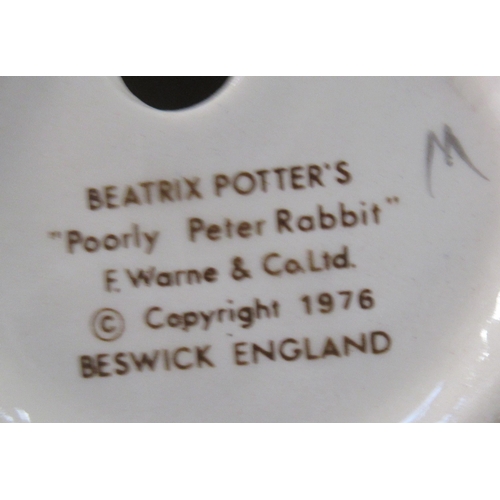 BEATRIX POTTER'S
"Poorly Peter Rabbit"
F. Warne & Co. Ltd.
© Copyright 1976
BESWICK ENGLAND
M